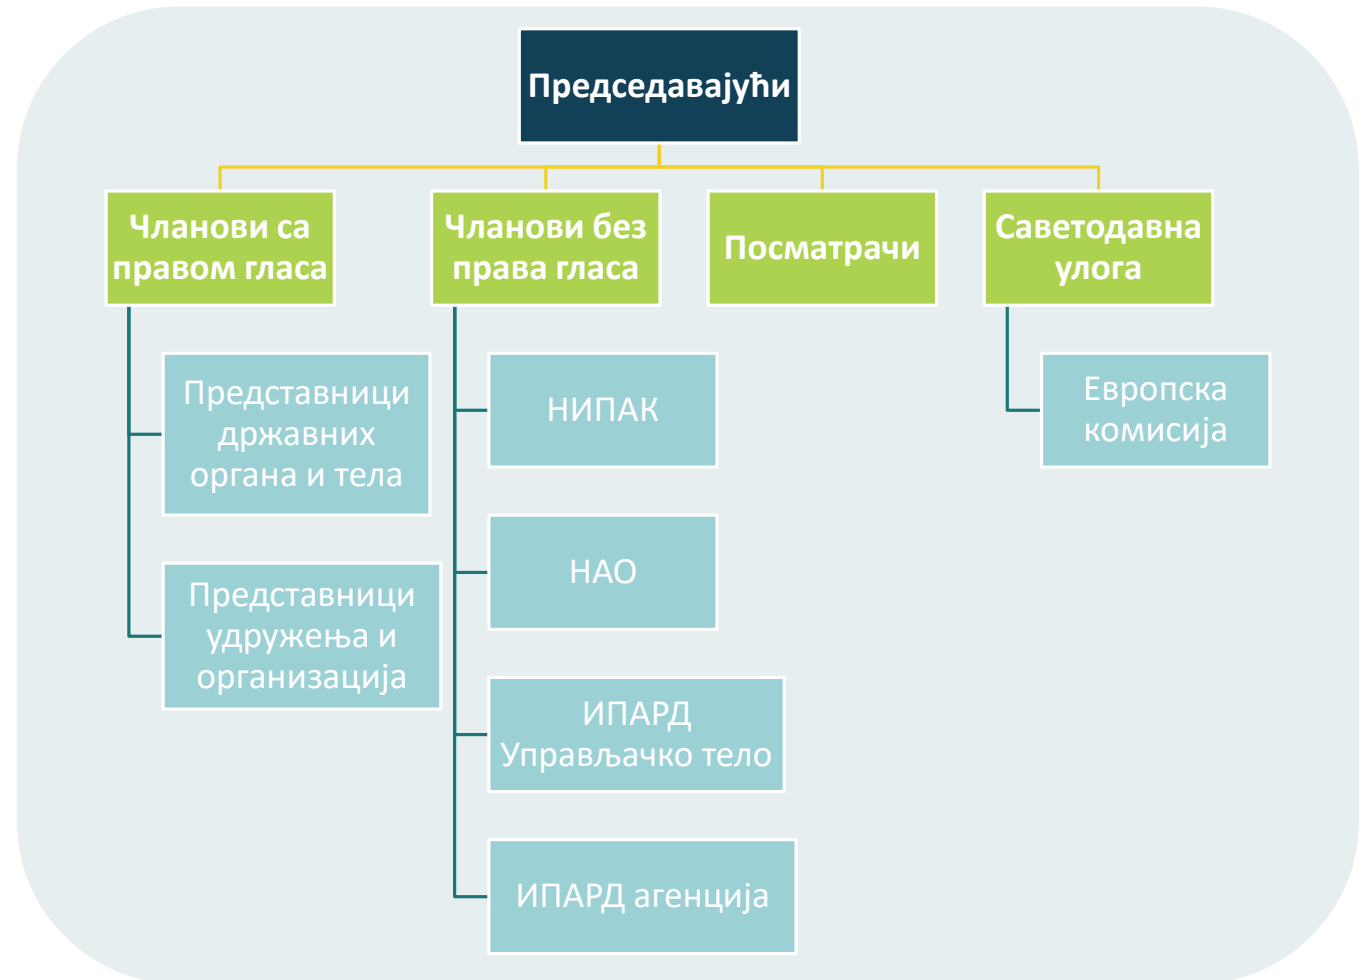 Председавајући
Чланови са
правом гласа
Чланови без
права гласа
Посматрачи
Саветодавна
улога
Представници
државних
органа и тела
Представници
удружења и
организација
НИПАК
НАО
ИПАРД
Управљачко тело
ИПАРД агенција
Европска
комисија